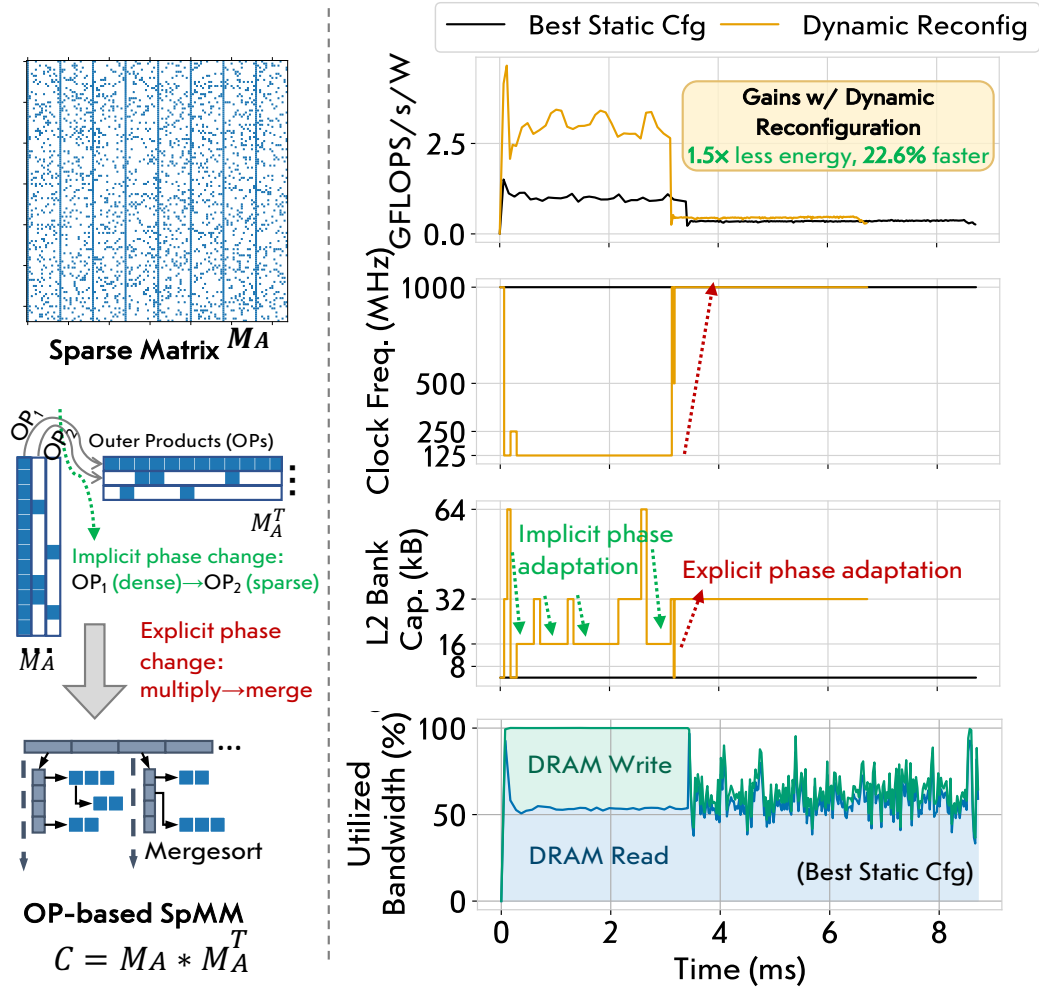 Best Static Cfg
Dynamic Reconfig
Sparse Matrix MA
OP1
OP2
Outer Products (OPs)
M_A^T
Implicit phase change:
OP1 (dense)→OP2 (sparse)
MA
Explicit phase
change:
multiply→merge
Mergesort
OP-based SpMM
C = MA * M_A^T
GFLOPS/s/W
2.5
0.0
Gains w/ Dynamic
Reconfiguration
1.5× less energy, 22.6% faster
Clock Freq. (MHz)
1000
500
250
125
L2 Bank
Cap. (kB)
64
32
16
8
Implicit phase
adaptation
Explicit phase adaptation
Utilized
Bandwidth (%)
100
50
0
DRAM Write
DRAM Read
(Best Static Cfg)
0
2
4
6
8
Time (ms)